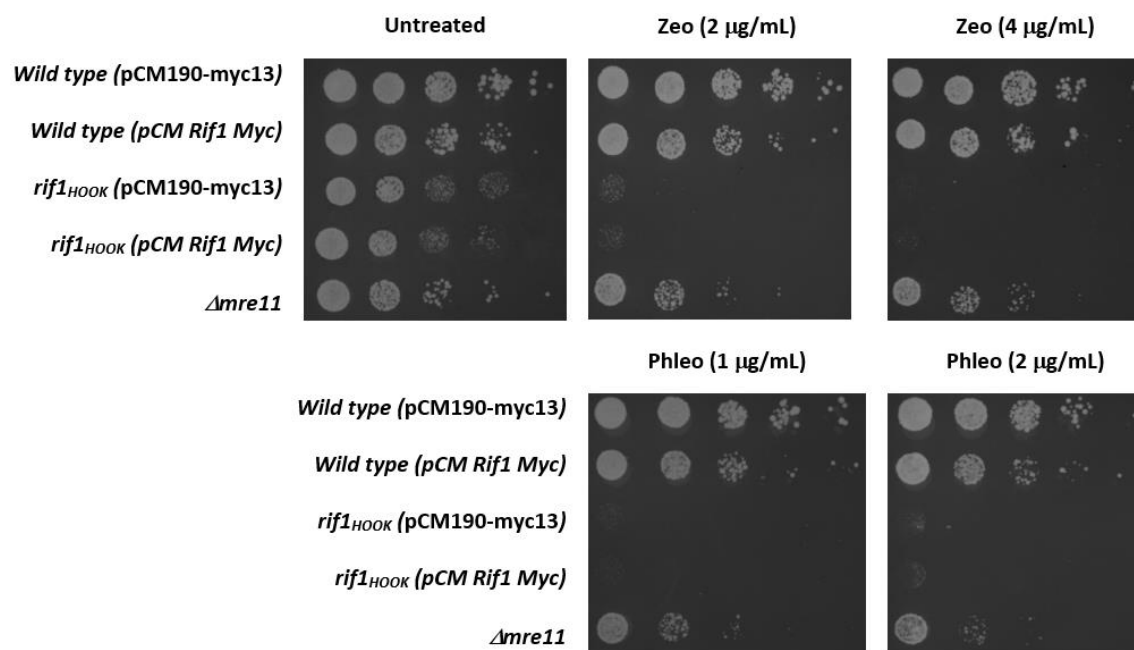 Untreated Zeo (2 μg/mL) Zeo (4 μg/mL)
Wild type (pCM190-myc13)
Wild type (pCM Rif1 Myc)
rif1HOOK (pCM190-myc13)
rif1HOOK (pCM Rif1 Myc)
Δmre11
Phleo (1 μg/mL) Phleo (2 μg/mL)
Wild type (pCM190-myc13)
Wild type (pCM Rif1 Myc)
rif1HOOK (pCM190-myc13)
rif1HOOK (pCM Rif1 Myc)
Δmre11